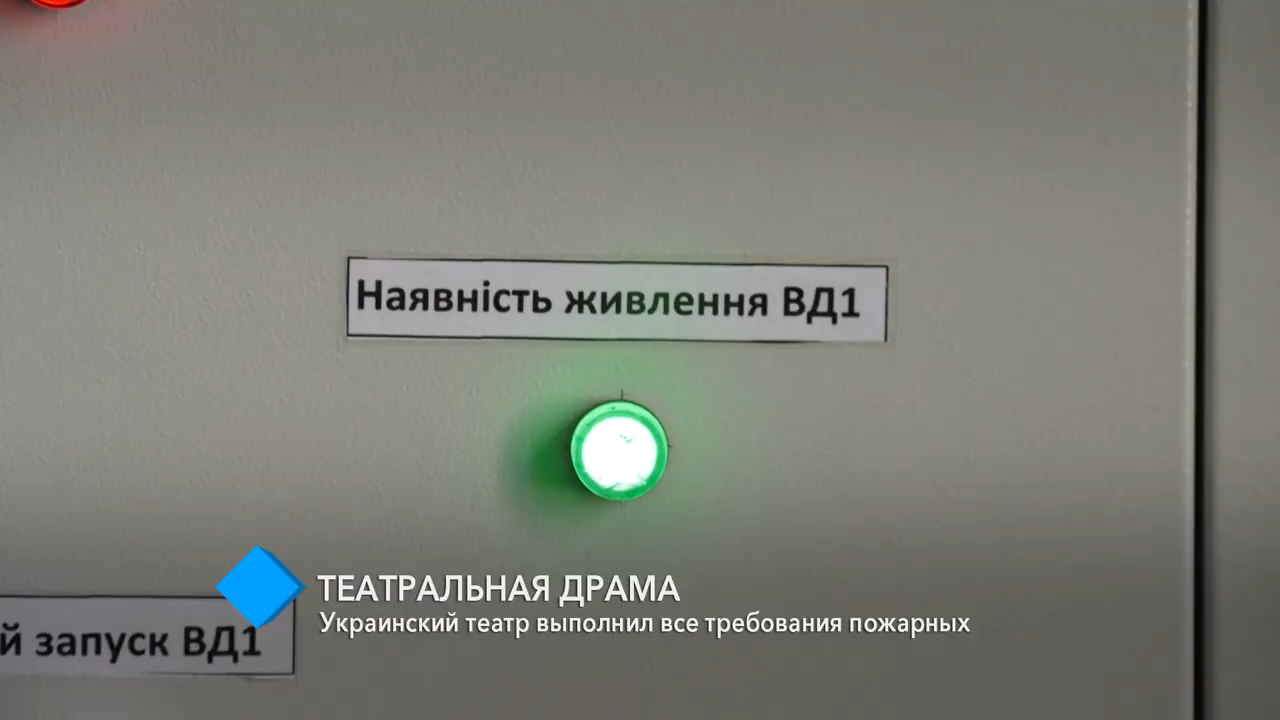 Наявність живлення ВД1
ТЕАТРАЛЬНАЯ ДРАМА
Украинский театр выполнил все требования пожарных
й запуск ВД1